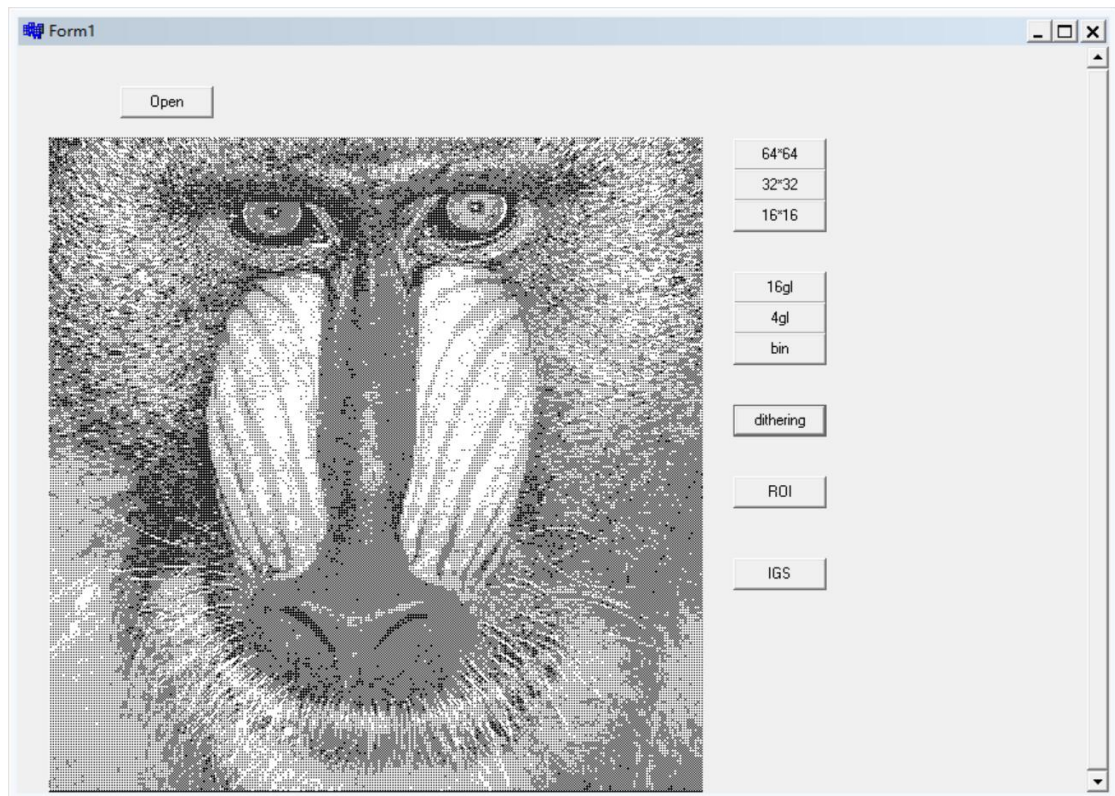 Form1
Open
64*64
32*32
16*16
16gl
4gl
bin
dithering
ROI
IGS